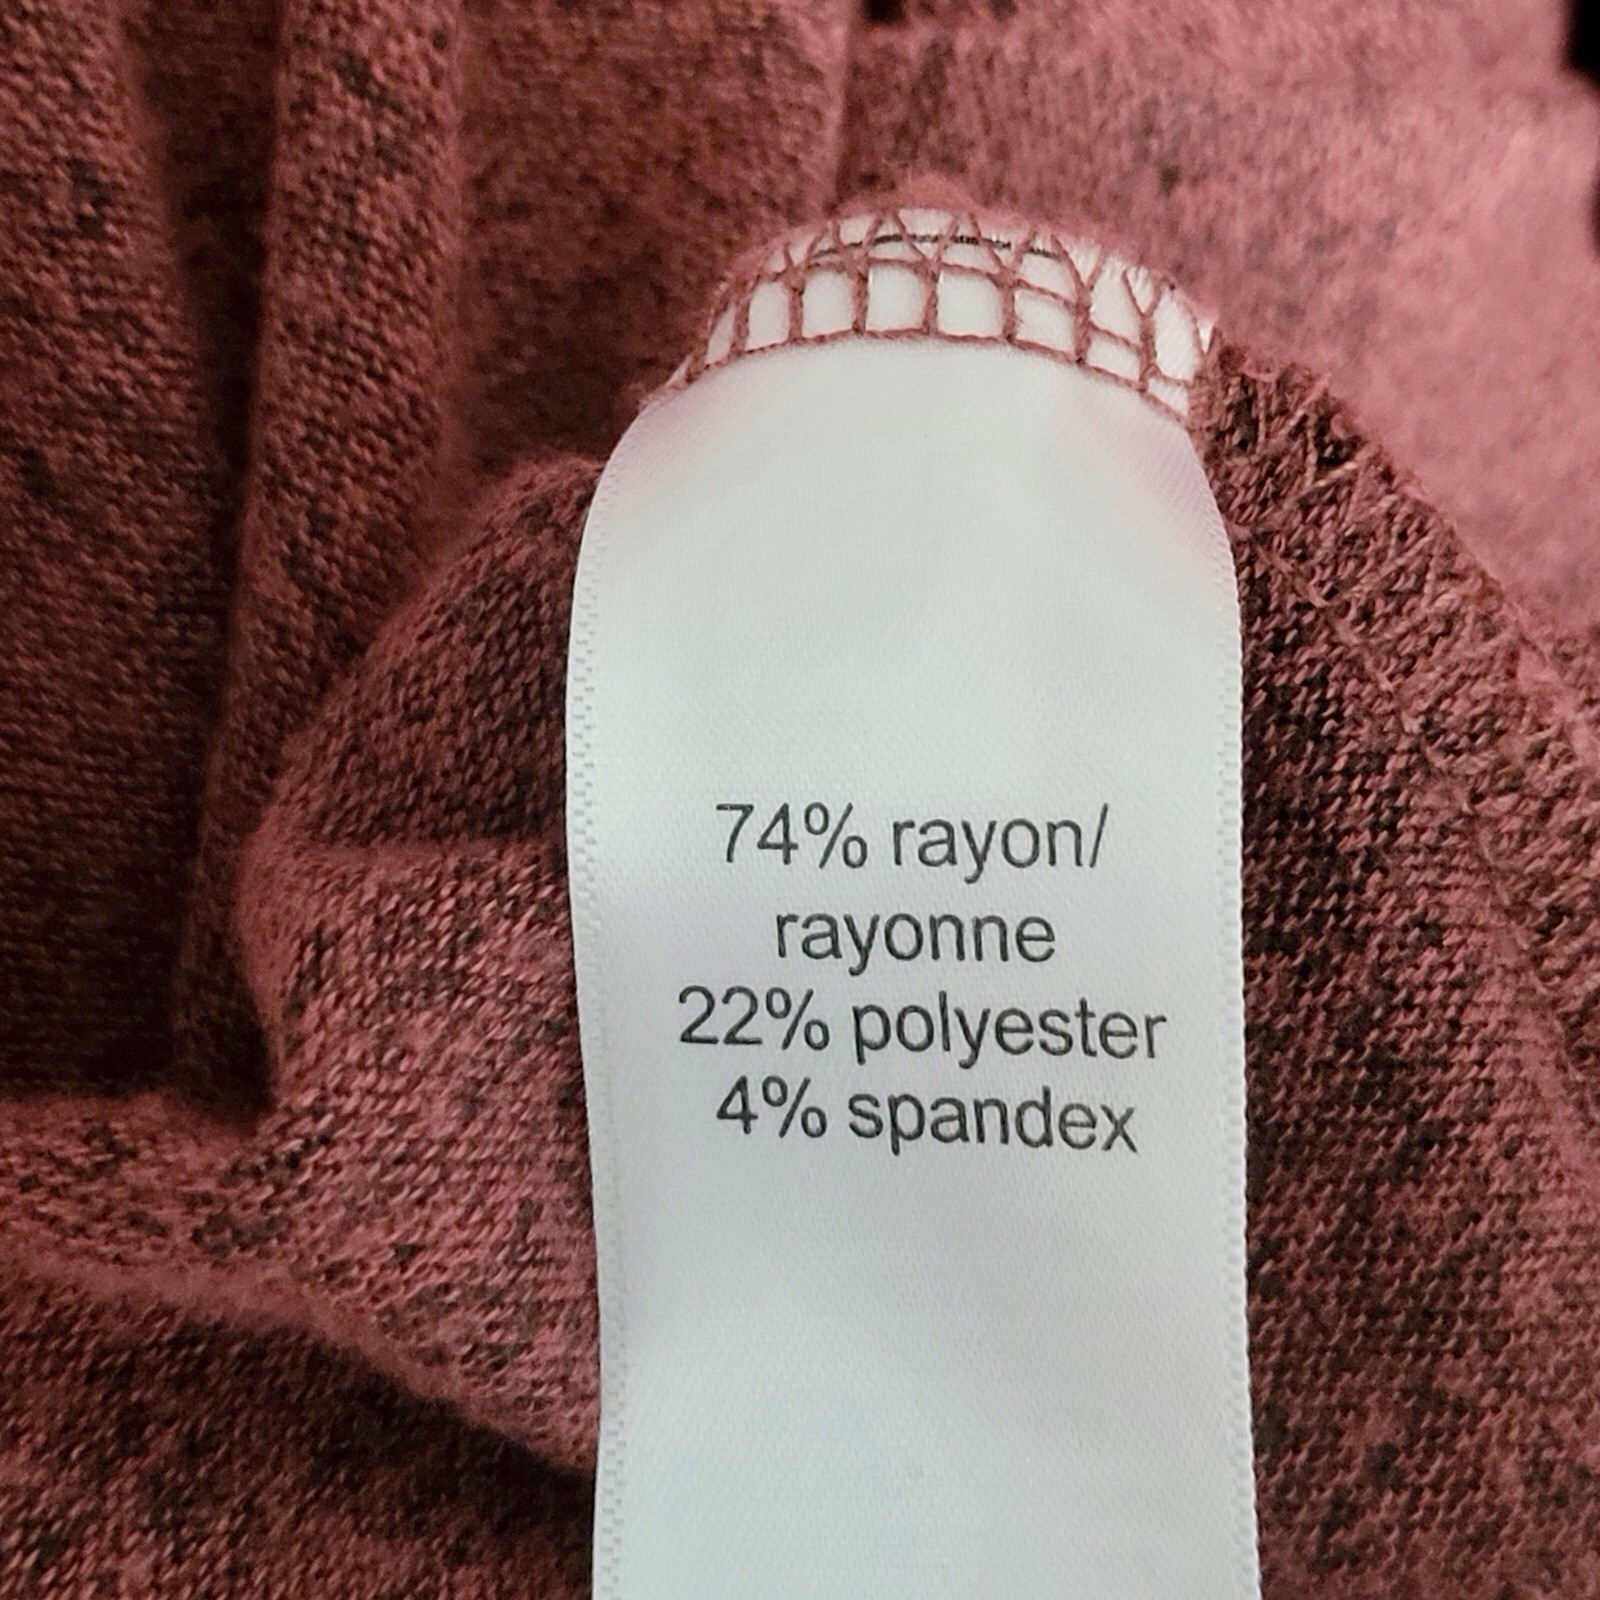 74% rayon/
rayonne
22% polyester
4% spandex